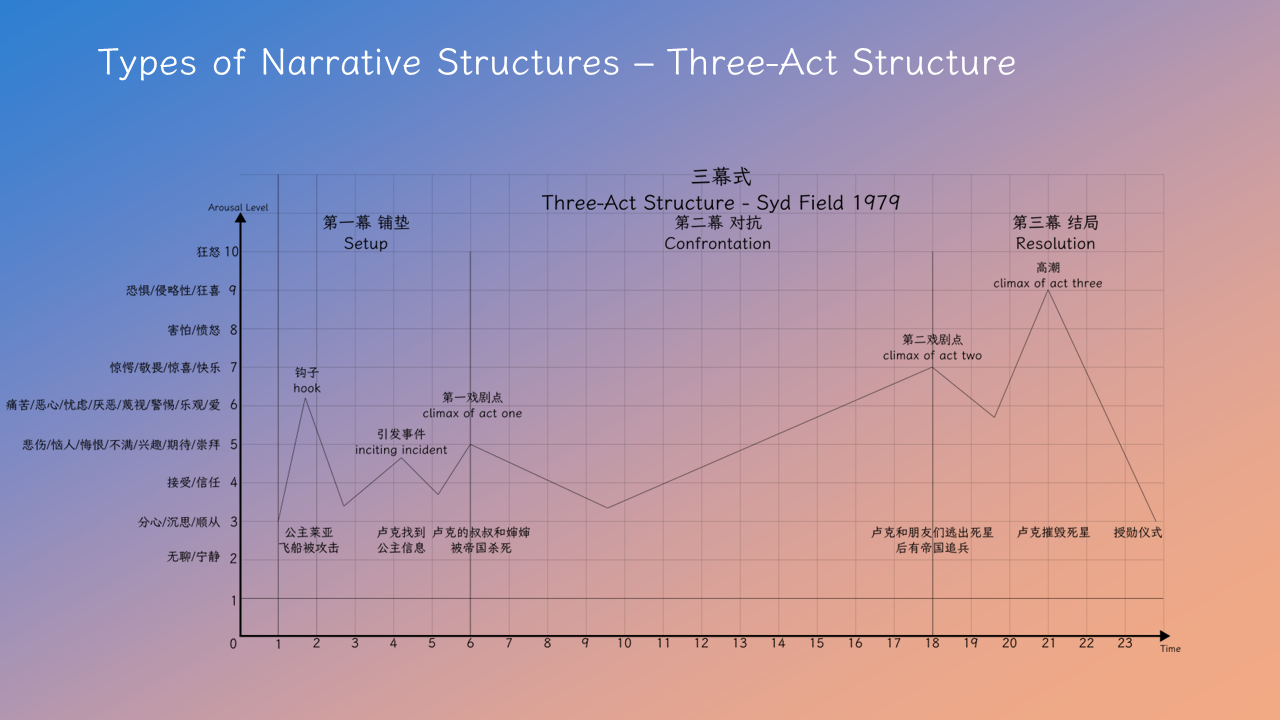 Types of Narrative Structures – Three-Act Structure
三幕式
Three-Act Structure - Syd Field 1979
Arousal Level
第一幕 铺垫
Setup
第二幕 对抗
Confrontation
第三幕 结局
Resolution
狂怒 10
恐惧/侵略性/狂喜 9
害怕/愤怒 8
惊愕/敬畏/惊喜/快乐 7
痛苦/恶心/忧虑/厌恶/蔑视/警惕/乐观/爱 6
悲伤/恼人/悔恨/不满/兴趣/期待/崇拜 5
接受/信任 4
分心/沉思/顺从 3
无聊/宁静 2
1
0
钩子
hook
引发事件
inciting incident
第一戏剧点
climax of act one
第二戏剧点
climax of act two
高潮
climax of act three
公主莱亚
飞船被攻击
卢克找到
公主信息
卢克的叔叔和婶婶
被帝国杀死
卢克和朋友们逃出死星
后有帝国追兵
卢克摧毁死星
授勋仪式
1 2 3 4 5 6 7 8 9 10 11 12 13 14 15 16 17 18 19 20 21 22 23
Time